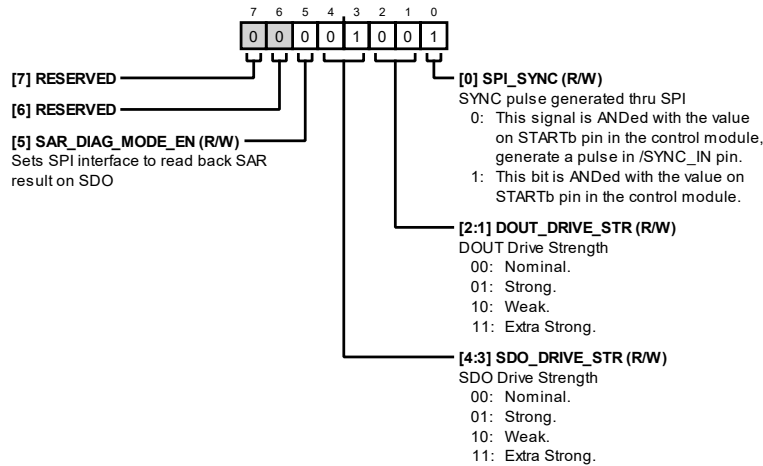 7 6 5 4 3 2 1 0
0 0 0 0 1 0 0 1
[7] RESERVED
[6] RESERVED
[5] SAR_DIAG_MODE_EN (R/W)
Sets SPI interface to read back SAR
result on SDO
[0] SPI_SYNC (R/W)
SYNC pulse generated thru SPI
0: This signal is ANDed with the value
on STARTb pin in the control module,
generate a pulse in /SYNC_IN pin.
1: This bit is ANDed with the value on
STARTb pin in the control module.
[2:1] DOUT_DRIVE_STR (R/W)
DOUT Drive Strength
00: Nominal.
01: Strong.
10: Weak.
11: Extra Strong.
[4:3] SDO_DRIVE_STR (R/W)
SDO Drive Strength
00: Nominal.
01: Strong.
10: Weak.
11: Extra Strong.